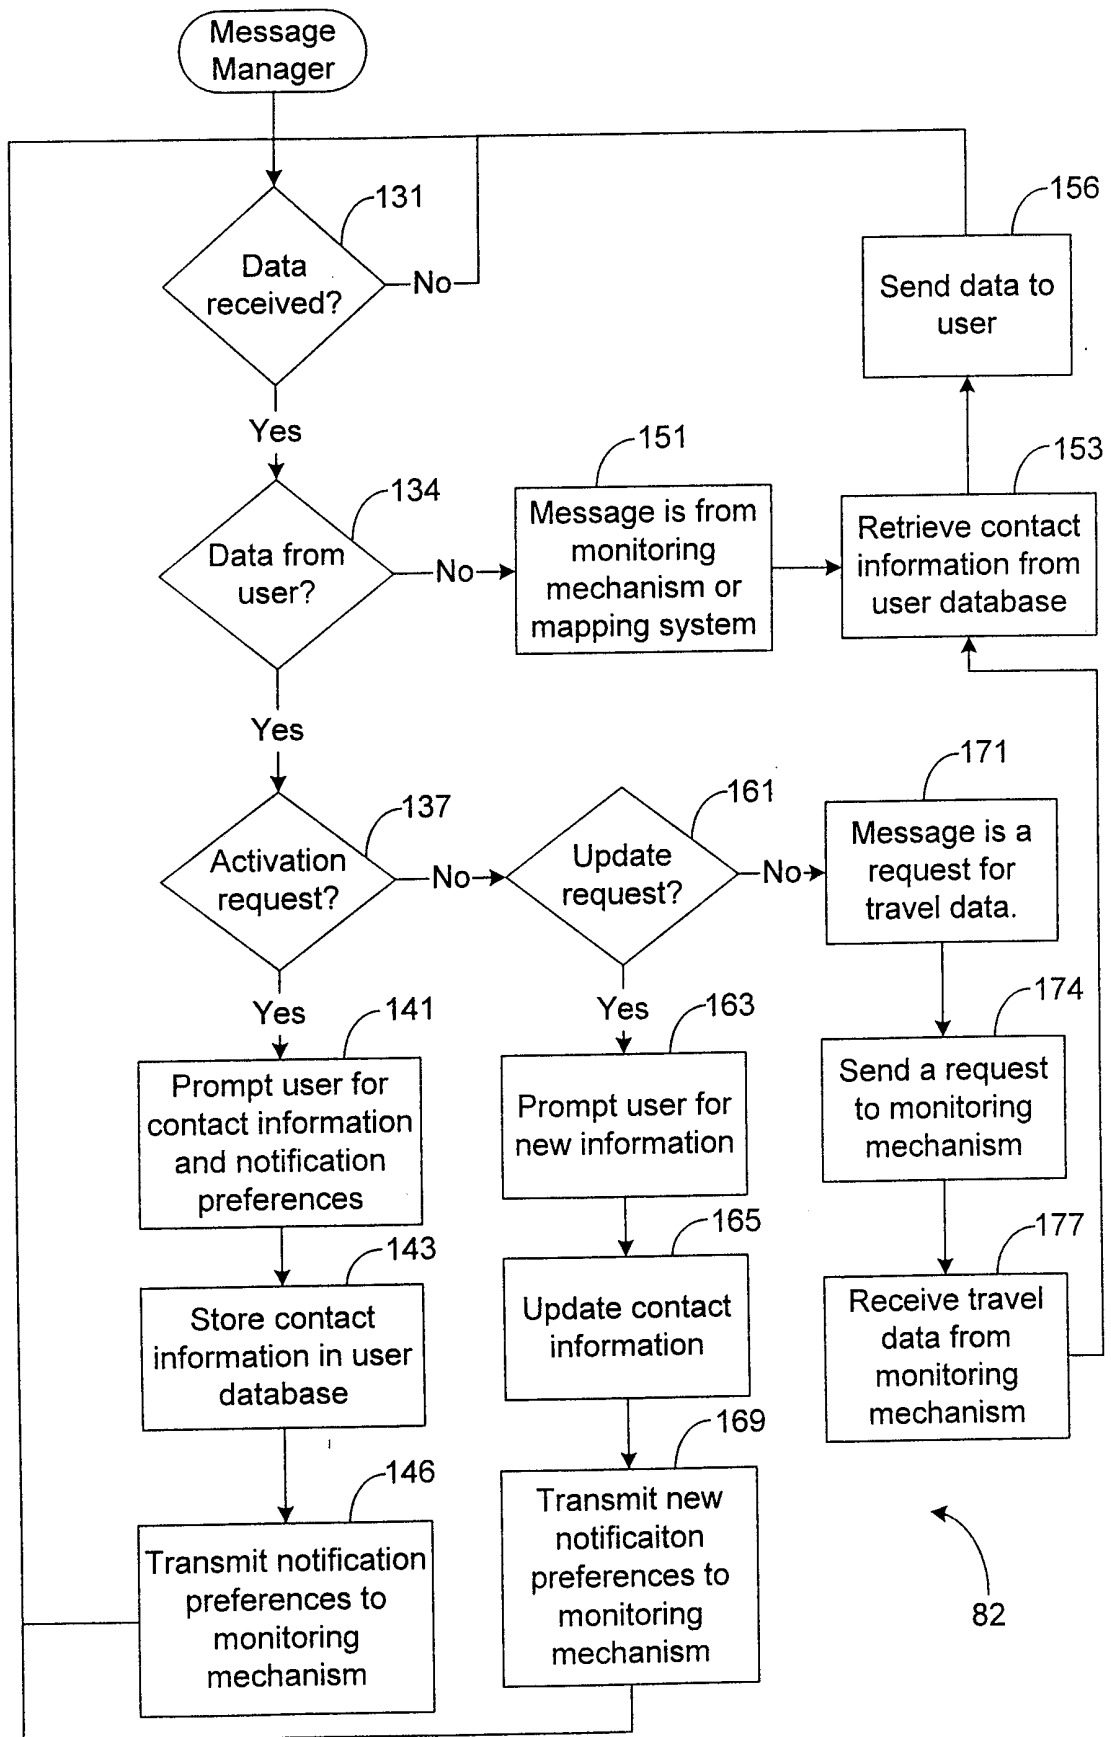 Message
Manager
131
Data
received?
No
Yes
156
Send data to
user
134
Data from
user?
No
Yes
151
Message is from
monitoring
mechanism or
mapping system
153
Retrieve contact
information from
user database
137
Activation
request?
No
Yes
161
Update
request?
No
Yes
171
Message is a
request for
travel data.
141
Prompt user for
contact information
and notification
preferences
163
Prompt user for
new information
174
Send a request
to monitoring
mechanism
143
Store contact
information in user
database
165
Update contact
information
177
Receive travel
data from
monitoring
mechanism
146
Transmit notification
preferences to
monitoring
mechanism
169
Transmit new
notificaiton
preferences to
monitoring
mechanism
82